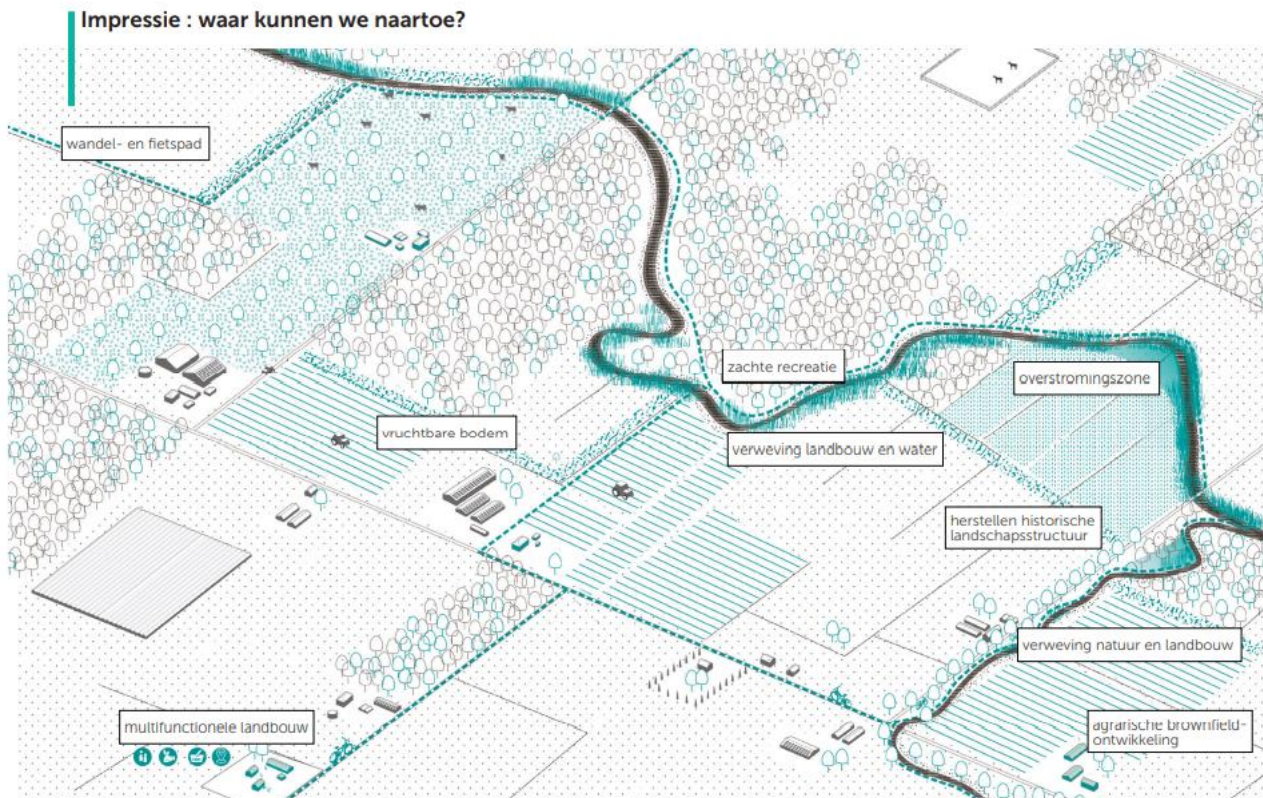 Impressie : waar kunnen we naartoe?
wandel- en fietspad
zachte recreatie
overstromingszone
vruchtbare bodem
verweving landbouw en water
herstellen historische
landschapsstructuur
verweving natuur en landbouw
multifunctionele landbouw
agrarische brownfield-
ontwikkeling